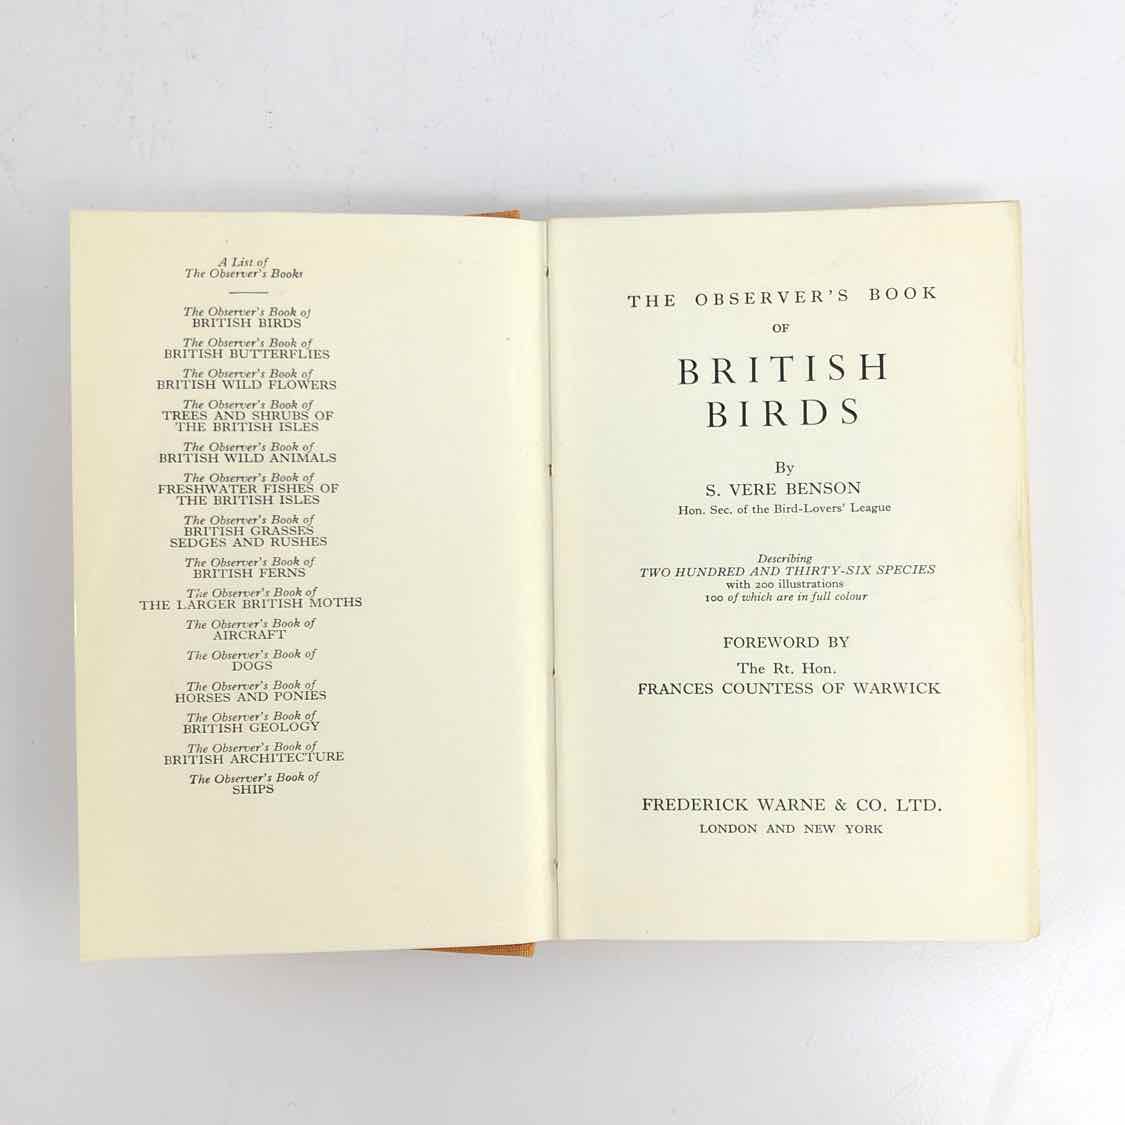 A List of
The Observer's Books
The Observer's Book of
BRITISH BIRDS
The Observer's Book of
BRITISH BUTTERFLIES
The Observer's Book of
BRITISH WILD FLOWERS
The Observer's Book of
TREES AND SHRUBS OF
THE BRITISH ISLES
The Observer's Book of
BRITISH WILD ANIMALS
The Observer's Book of
FRESHWATER FISHES OF
THE BRITISH ISLES
The Observer's Book of
BRITISH GRASSES
SEDGES AND RUSHES
The Observer's Book of
BRITISH FERNS
The Observer's Book of
THE LARGER BRITISH MOTHS
The Observer's Book of
AIRCRAFT
The Observer's Book of
DOGS
The Observer's Book of
HORSES AND PONIES
The Observer's Book of
BRITISH GEOLOGY
The Observer's Book of
BRITISH ARCHITECTURE
The Observer's Book of
SHIPS
THE OBSERVER'S BOOK
OF
BRITISH
BIRDS
By
S. VERE BENSON
Hon. Sec. of the Bird-Lovers' League
Describing
TWO HUNDRED AND THIRTY-SIX SPECIES
with 200 illustrations
100 of which are in full colour
FOREWORD BY
The Rt. Hon.
FRANCES COUNTESS OF WARWICK
FREDERICK WARNE & CO. LTD.
LONDON AND NEW YORK